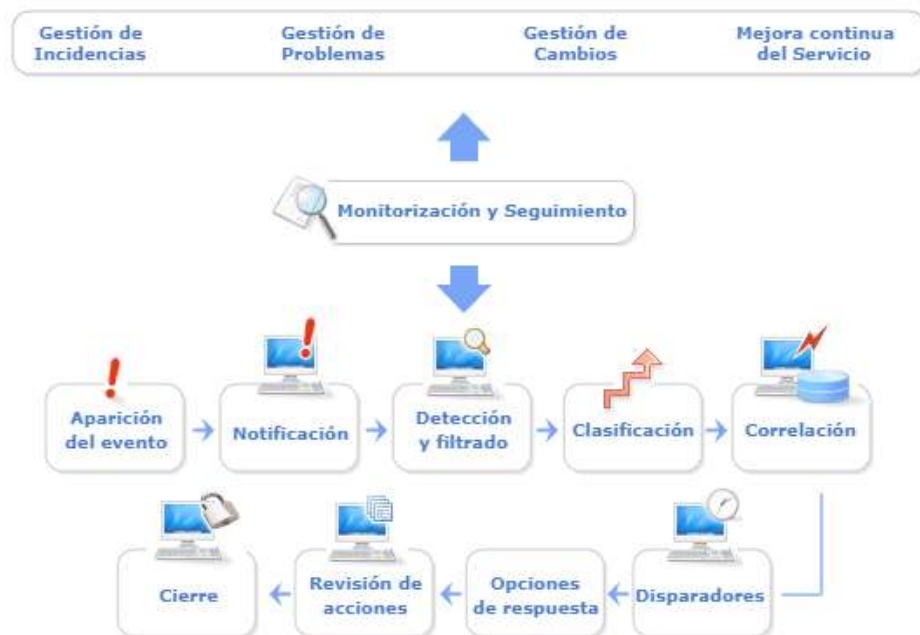 Gestión de
Incidencias
Gestión de
Problemas
Gestión de
Cambios
Mejora continua
del Servicio
Monitorización y Seguimiento
Aparición
del evento
Notificación
Detección
y filtrado
Clasificación
Correlación
Cierre
Revisión de
acciones
Opciones
de respuesta
Disparadores